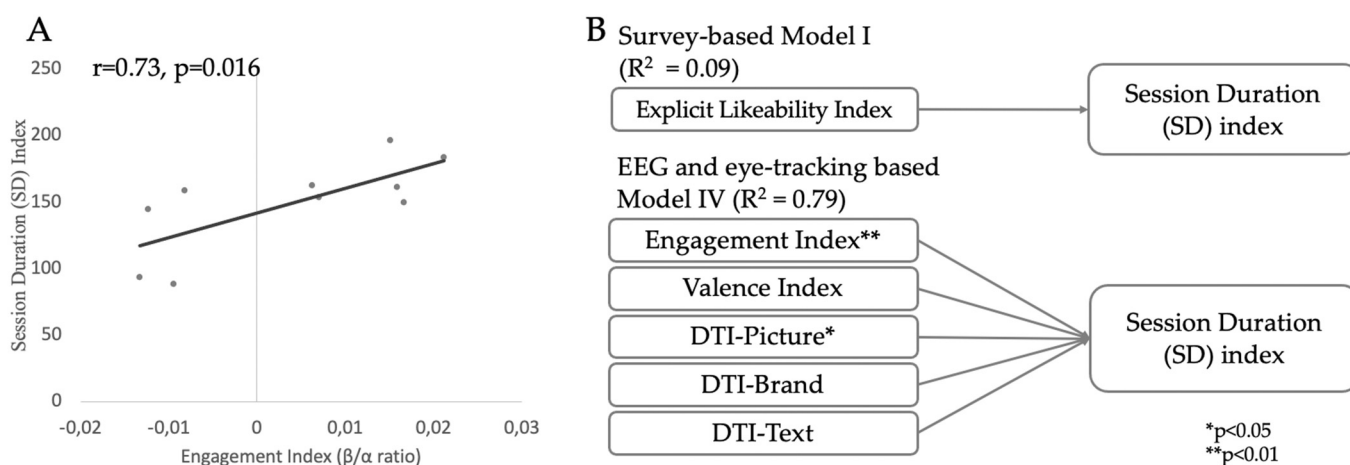 A
r=0.73, p=0.016
250
200
150
100
50
0
Session Duration (SD) Index
-0,02
-0,01
0
0,01
0,02
0,03
Engagement Index (β/α ratio)
B
Survey-based Model I
(R² = 0.09)
Explicit Likeability Index
Session Duration
(SD) index
EEG and eye-tracking based
Model IV (R² = 0.79)
Engagement Index**
Valence Index
DTI-Picture*
DTI-Brand
DTI-Text
Session Duration
(SD) index
*p<0.05
**p<0.01